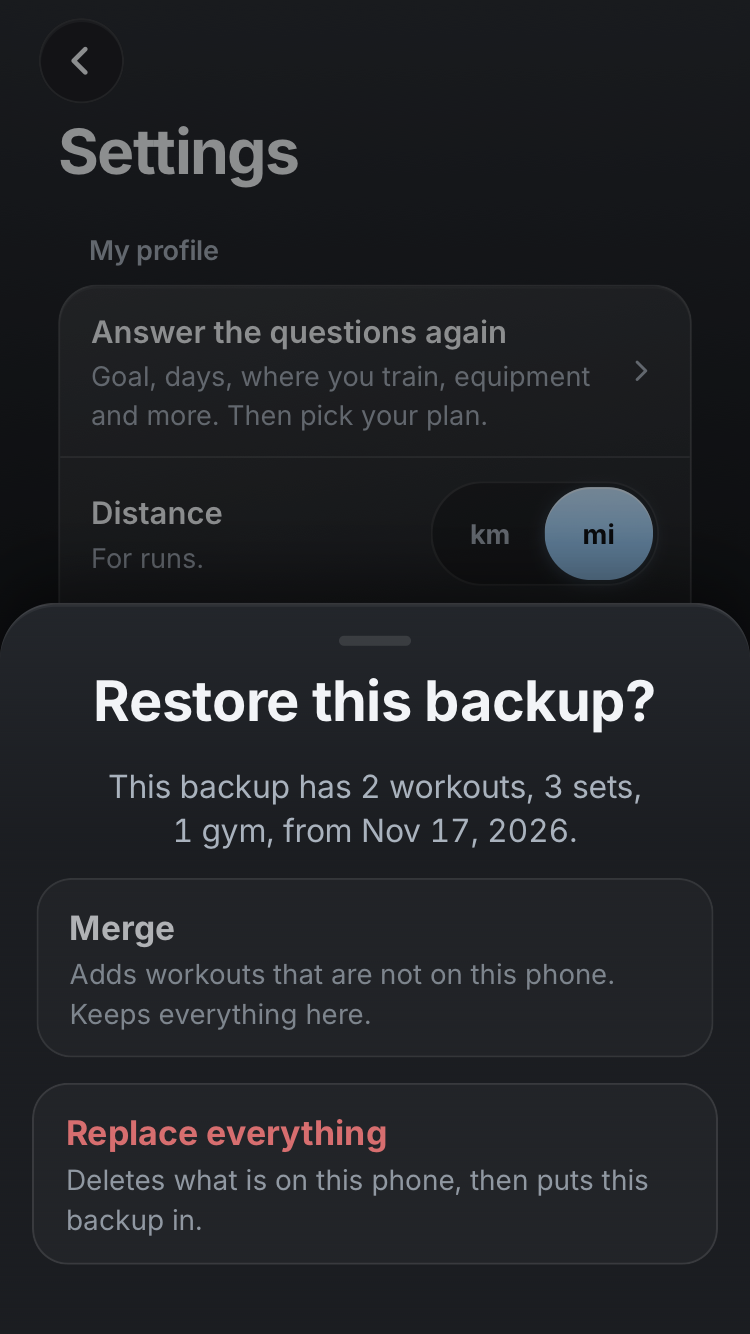 Settings
My profile
Answer the questions again
Goal, days, where you train, equipment
and more. Then pick your plan.
Distance
For runs.
km
mi
Restore this backup?
This backup has 2 workouts, 3 sets,
1 gym, from Nov 17, 2026.
Merge
Adds workouts that are not on this phone.
Keeps everything here.
Replace everything
Deletes what is on this phone, then puts this
backup in.